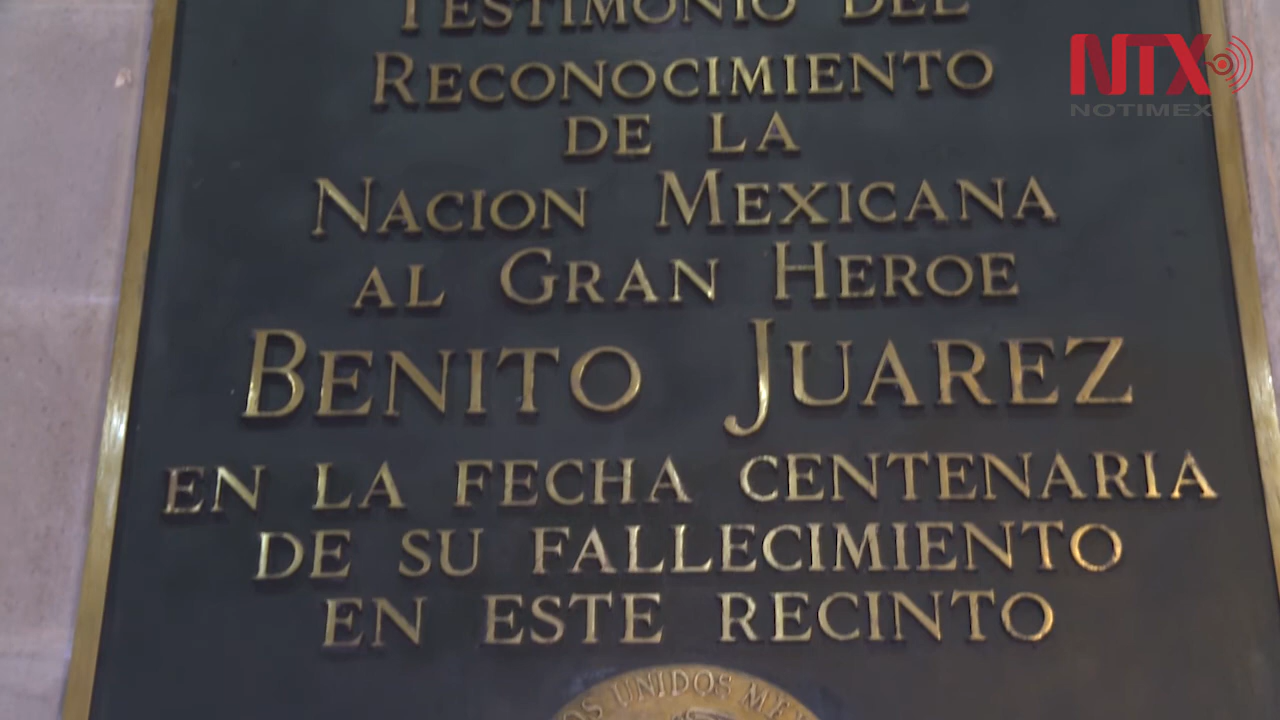 TESTIMONIO DEL
RECONOCIMIENTO
DE LA
NACION MEXICANA
AL GRAN HEROE
BENITO JUAREZ
EN LA FECHA CENTENARIA
DE SU FALLECIMIENTO
EN ESTE RECINTO
UNIDOS
NTX
NOTIMEX